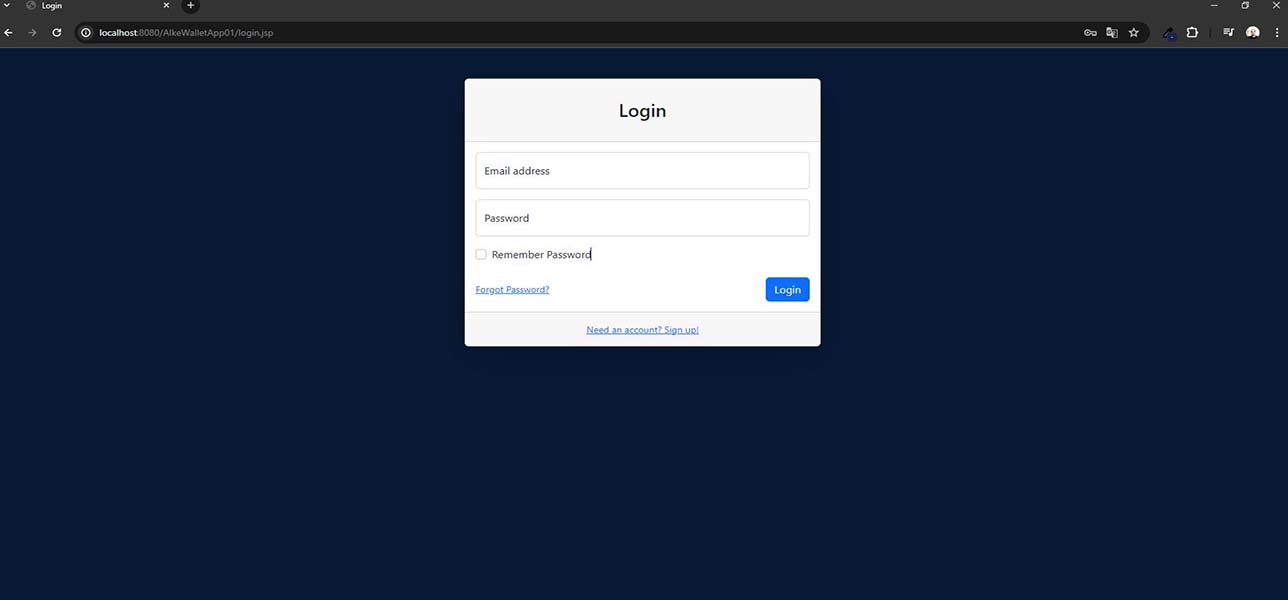 Login
localhost:8080/AlkeWalletApp01/login.jsp
Login
Email address
Password
Remember Password
Forgot Password?
Login
Need an account? Sign up!